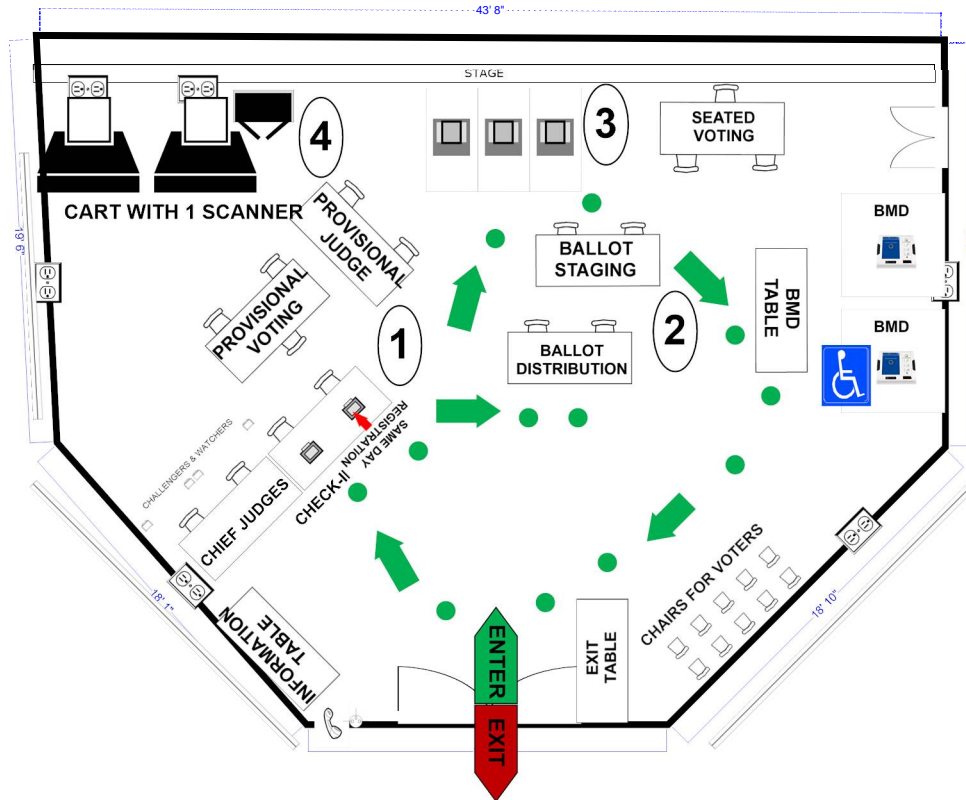 43' 8"
STAGE
4
3
SEATED
VOTING
CART WITH 1 SCANNER
PROVISIONAL
JUDGE
BMD
19' 6"
BALLOT
STAGING
BMD
TABLE
PROVISIONAL
VOTING
1
2
BMD
BALLOT
DISTRIBUTION
SAME DAY
REGISTRATION
CHALLENGERS & WATCHERS
CHECK-II
CHIEF JUDGES
CHAIRS FOR VOTERS
18' 1"
18' 10"
INFORMATION
TABLE
ENTER
EXIT
TABLE
EXIT